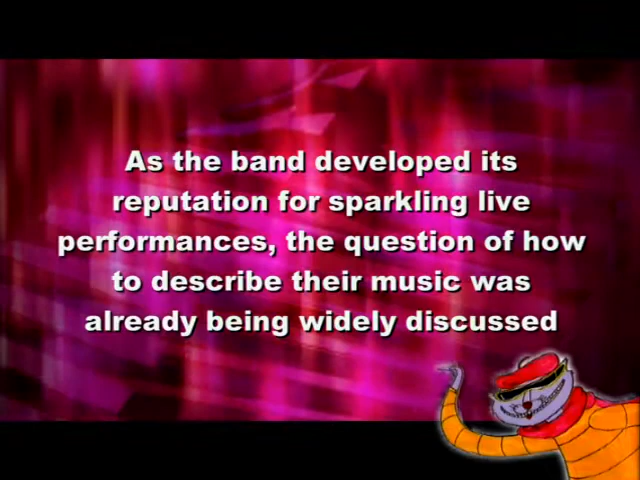 As the band developed its
reputation for sparkling live
performances, the question of how
to describe their music was
already being widely discussed